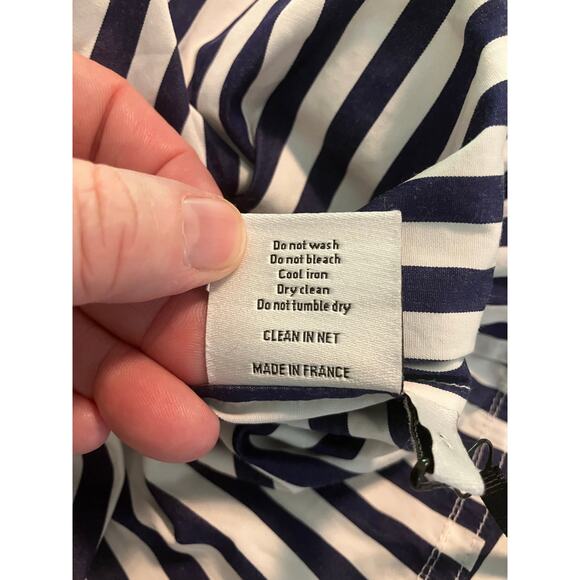 Do not wash
Do not bleach
Cool iron
Dry clean
Do not tumble dry
CLEAN IN NET
MADE IN FRANCE